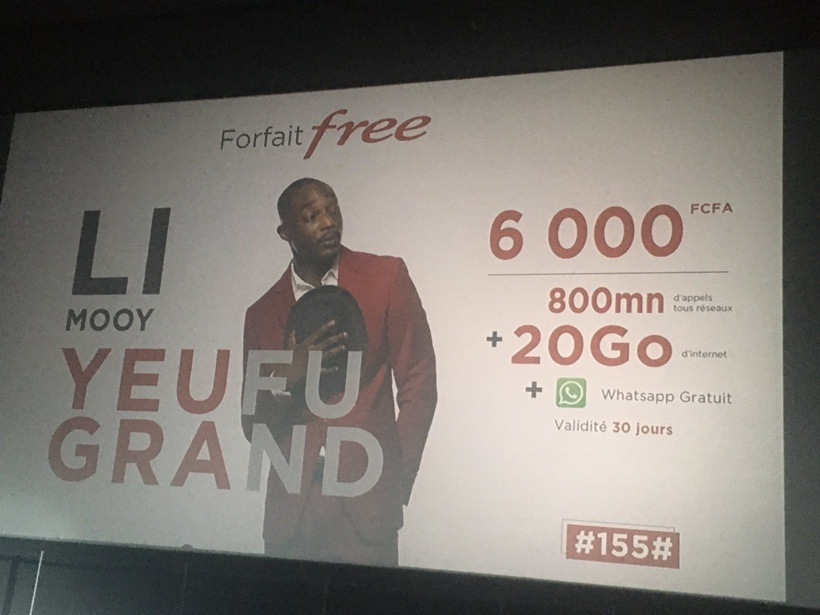 Forfait free
LI
MOOY
YEUFU
GRAND
6 000 FCFA
800mn d'appels
tous réseaux
+ 20Go d'internet
+ Whatsapp Gratuit
Validité 30 jours
#155#